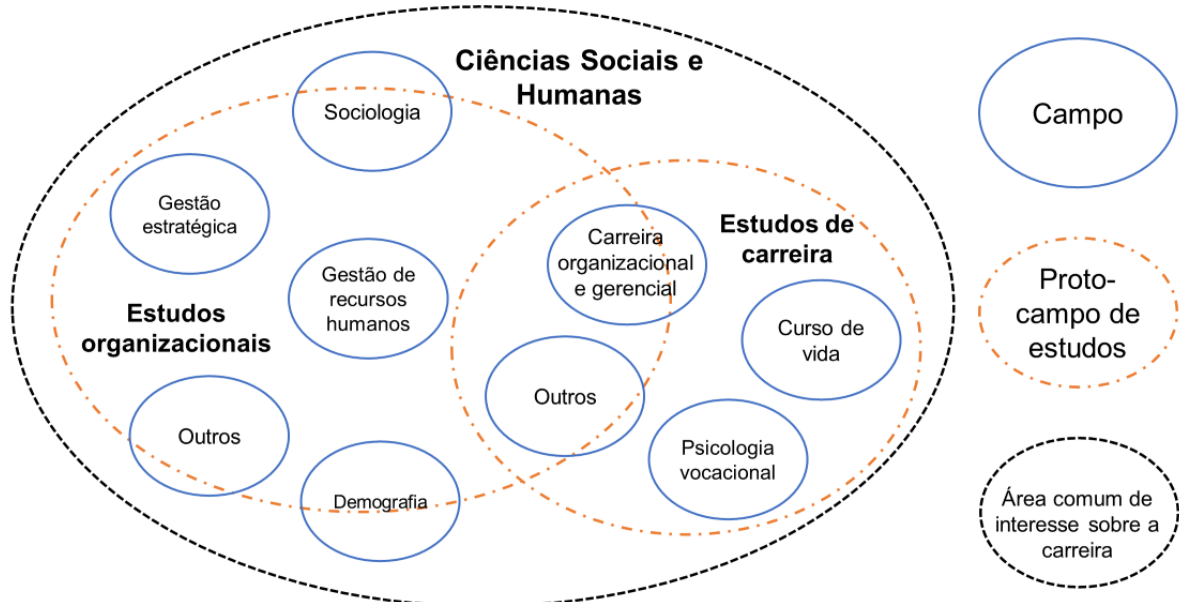 Ciências Sociais e
Humanas
Sociologia
Gestão
estratégica
Gestão de
recursos
humanos
Estudos
organizacionais
Outros
Demografia
Carreira
organizacional
e gerencial
Estudos de
carreira
Curso de
vida
Outros
Psicologia
vocacional
Campo
Proto-
campo de
estudos
Área comum de
interesse sobre a
carreira